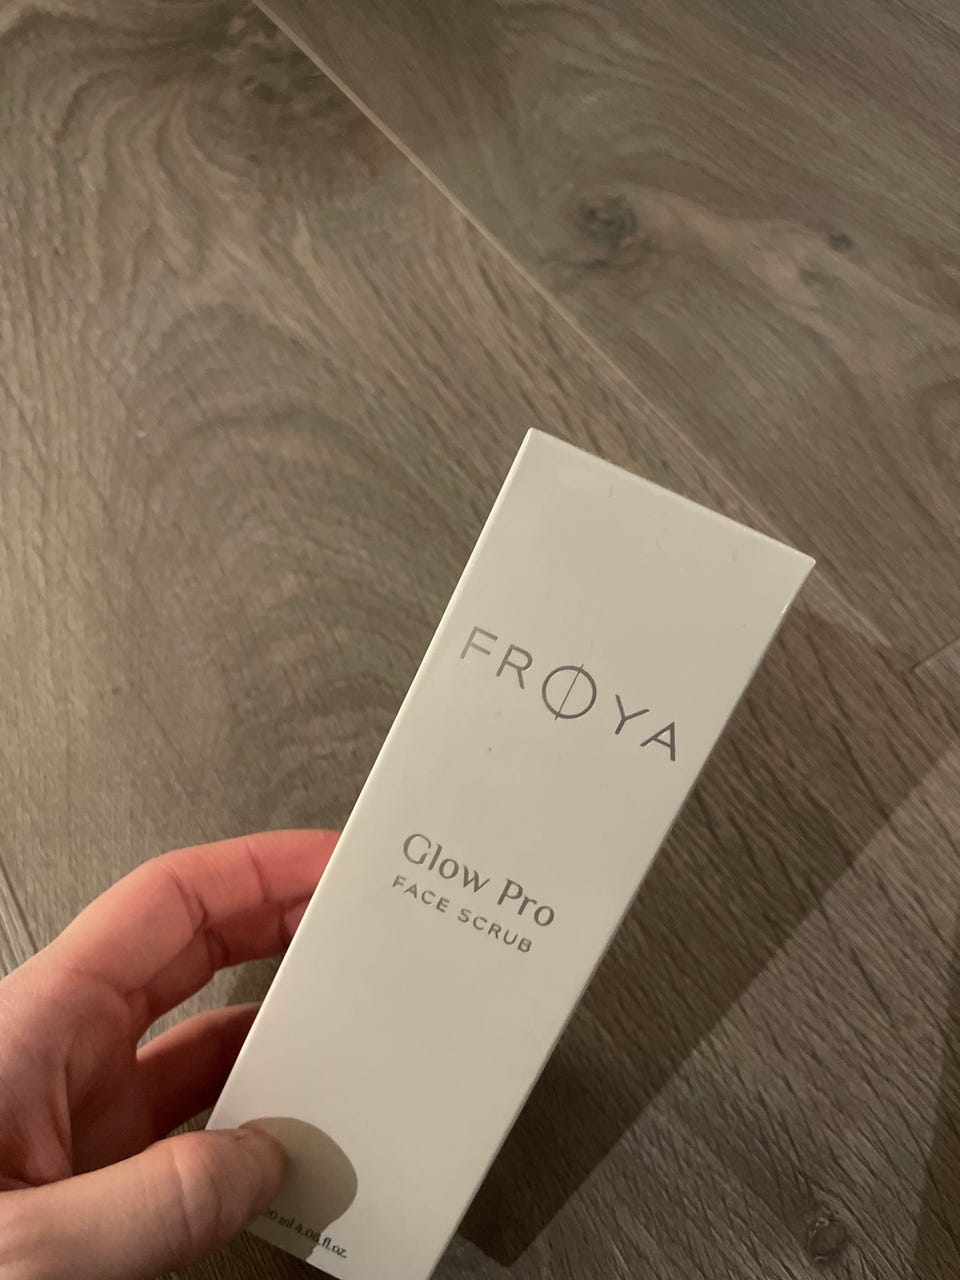 FRØYA
Glow Pro
FACE SCRUB
ml 4.06 fl.oz.